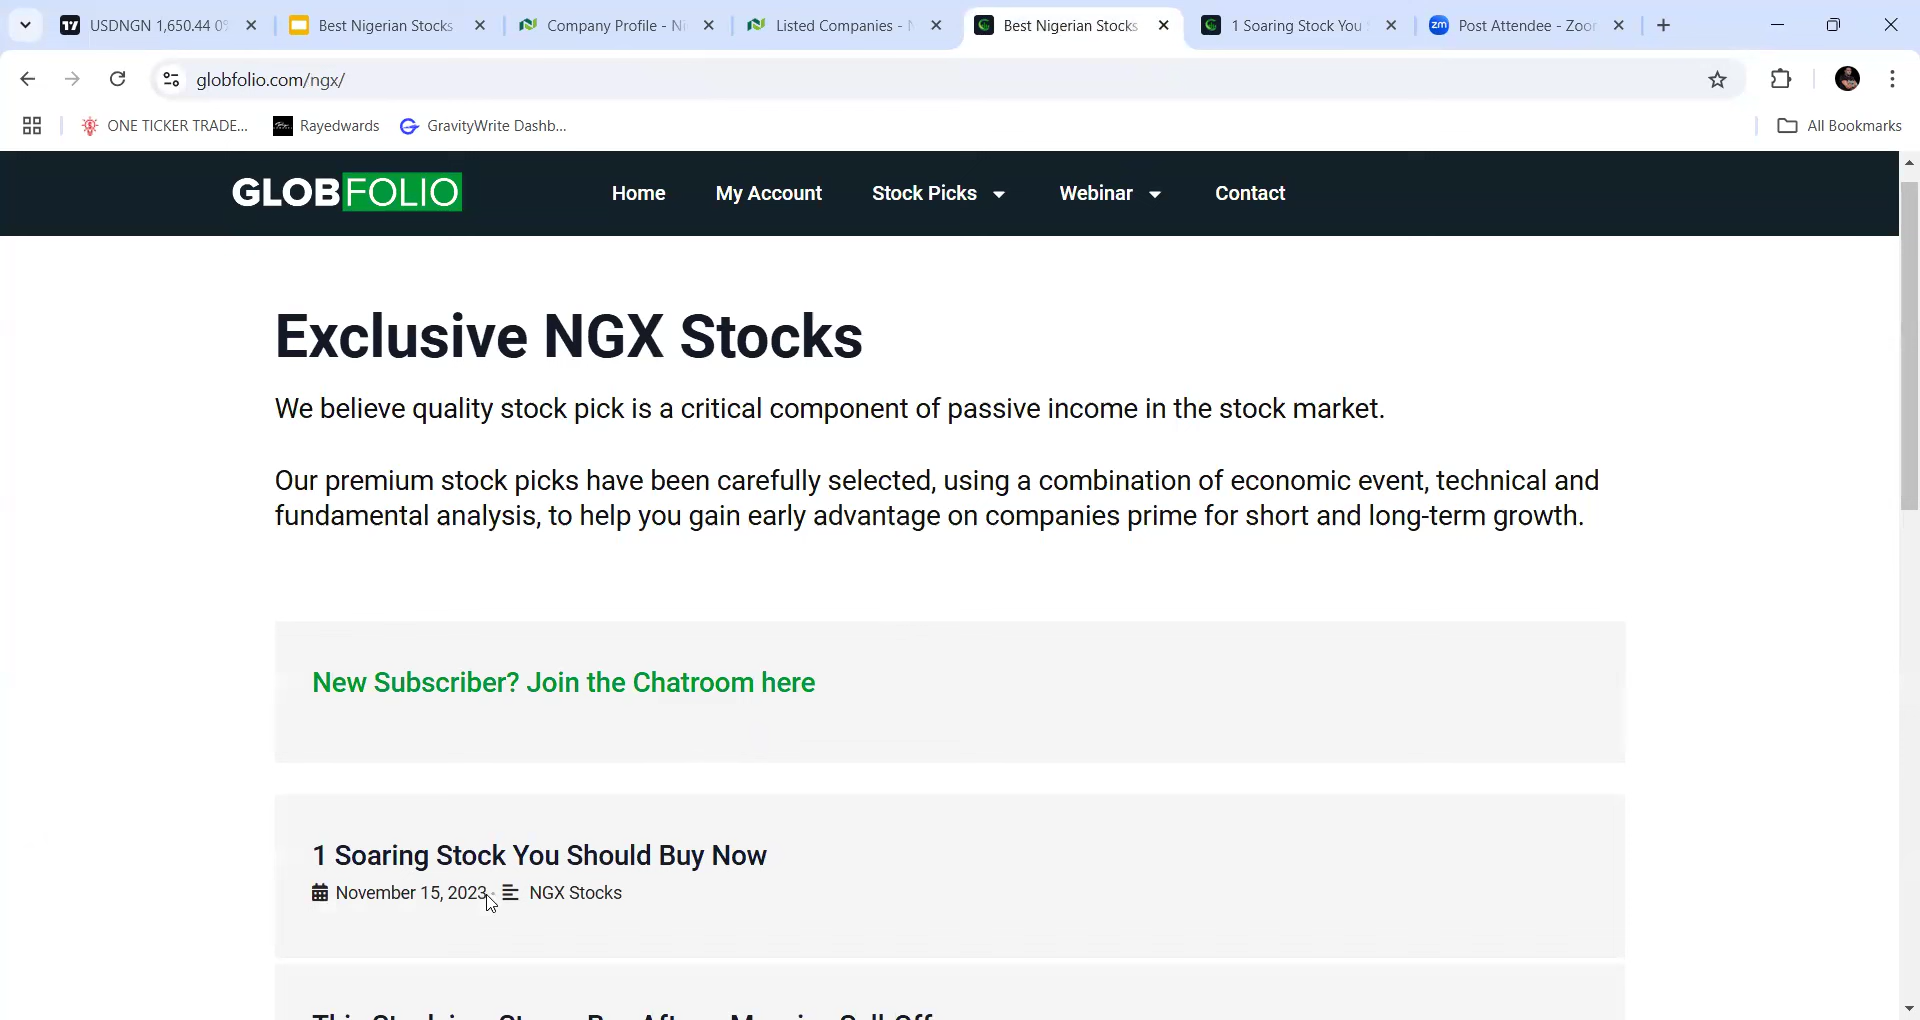 USDNGN 1,650.44 0%
Best Nigerian Stocks
Company Profile - Ni
Listed Companies - N
Best Nigerian Stocks
1 Soaring Stock You
Post Attendee - Zoom
globfolio.com/ngx/
ONE TICKER TRADE...
Rayedwards
GravityWrite Dashb...
All Bookmarks
GLOBFOLIO
Home
My Account
Stock Picks
Webinar
Contact
Exclusive NGX Stocks
We believe quality stock pick is a critical component of passive income in the stock market.
Our premium stock picks have been carefully selected, using a combination of economic event, technical and
fundamental analysis, to help you gain early advantage on companies prime for short and long-term growth.
New Subscriber? Join the Chatroom here
1 Soaring Stock You Should Buy Now
November 15, 2023 - NGX Stocks